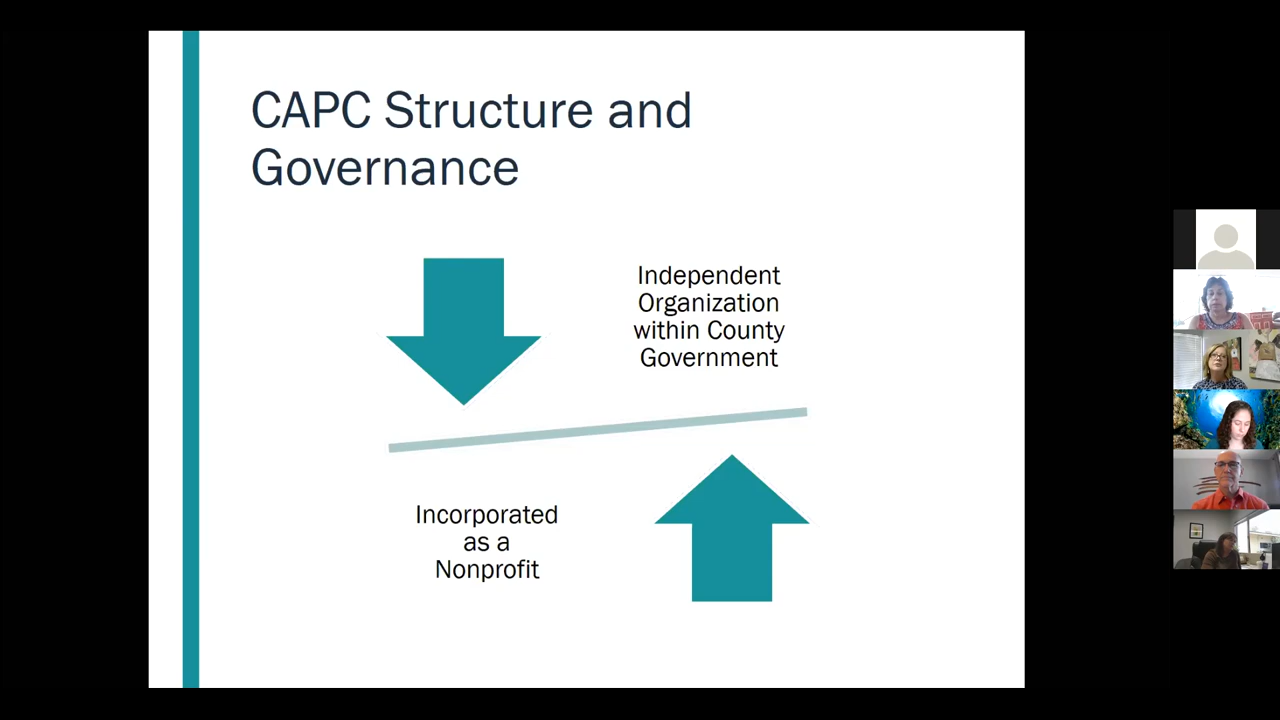 CAPC Structure and
Governance
Independent
Organization
within County
Government
Incorporated
as a
Nonprofit